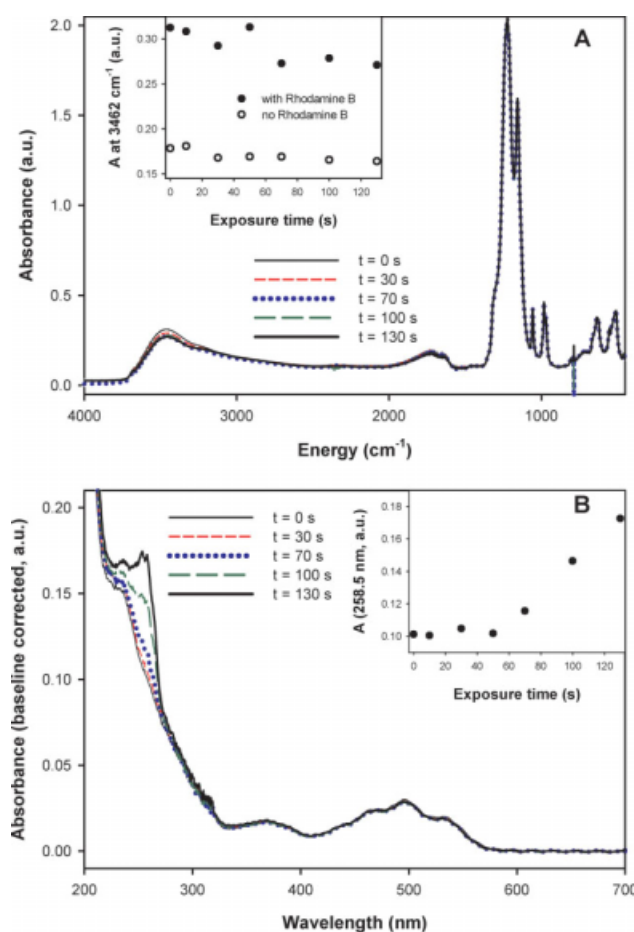 A
2.0
1.5
1.0
0.5
0.0
Absorbance (a.u.)
4000 3000 2000 1000
Energy (cm-1)
0.30
0.25
0.20
0.15
A at 3462 cm-1 (a.u.)
with Rhodamine B
no Rhodamine B
0 20 40 60 80 100 120
Exposure time (s)
t = 0 s
t = 30 s
t = 70 s
t = 100 s
t = 130 s
B
0.20
0.15
0.10
0.05
0.00
Absorbance (baseline corrected, a.u.)
200 300 400 500 600 700
Wavelength (nm)
t = 0 s
t = 30 s
t = 70 s
t = 100 s
t = 130 s
0.18
0.16
0.14
0.12
0.10
A (258.5 nm, a.u.)
0 20 40 60 80 100 120
Exposure time (s)